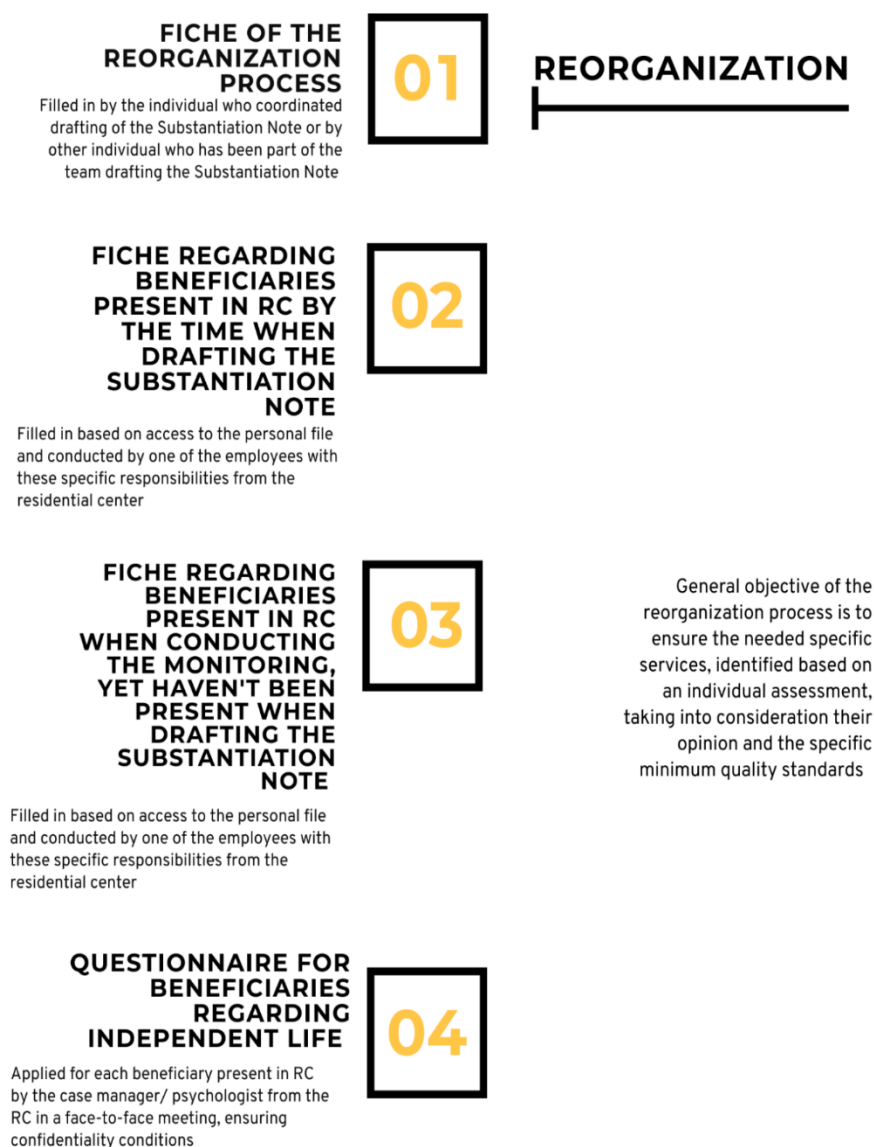 FICHE OF THE
REORGANIZATION
PROCESS
Filled in by the individual who coordinated
drafting of the Substantiation Note or by
other individual who has been part of the
team drafting the Substantiation Note
01
REORGANIZATION
FICHE REGARDING
BENEFICIARIES
PRESENT IN RC BY
THE TIME WHEN
DRAFTING THE
SUBSTANTIATION
NOTE
Filled in based on access to the personal file
and conducted by one of the employees with
these specific responsibilities from the
residential center
02
FICHE REGARDING
BENEFICIARIES
PRESENT IN RC
WHEN CONDUCTING
THE MONITORING,
YET HAVEN'T BEEN
PRESENT WHEN
DRAFTING THE
SUBSTANTIATION
NOTE
Filled in based on access to the personal file
and conducted by one of the employees with
these specific responsibilities from the
residential center
03
General objective of the
reorganization process is to
ensure the needed specific
services, identified based on
an individual assessment,
taking into consideration their
opinion and the specific
minimum quality standards
QUESTIONNAIRE FOR
BENEFICIARIES
REGARDING
INDEPENDENT LIFE
Applied for each beneficiary present in RC
by the case manager/ psychologist from the
RC in a face-to-face meeting, ensuring
confidentiality conditions
04